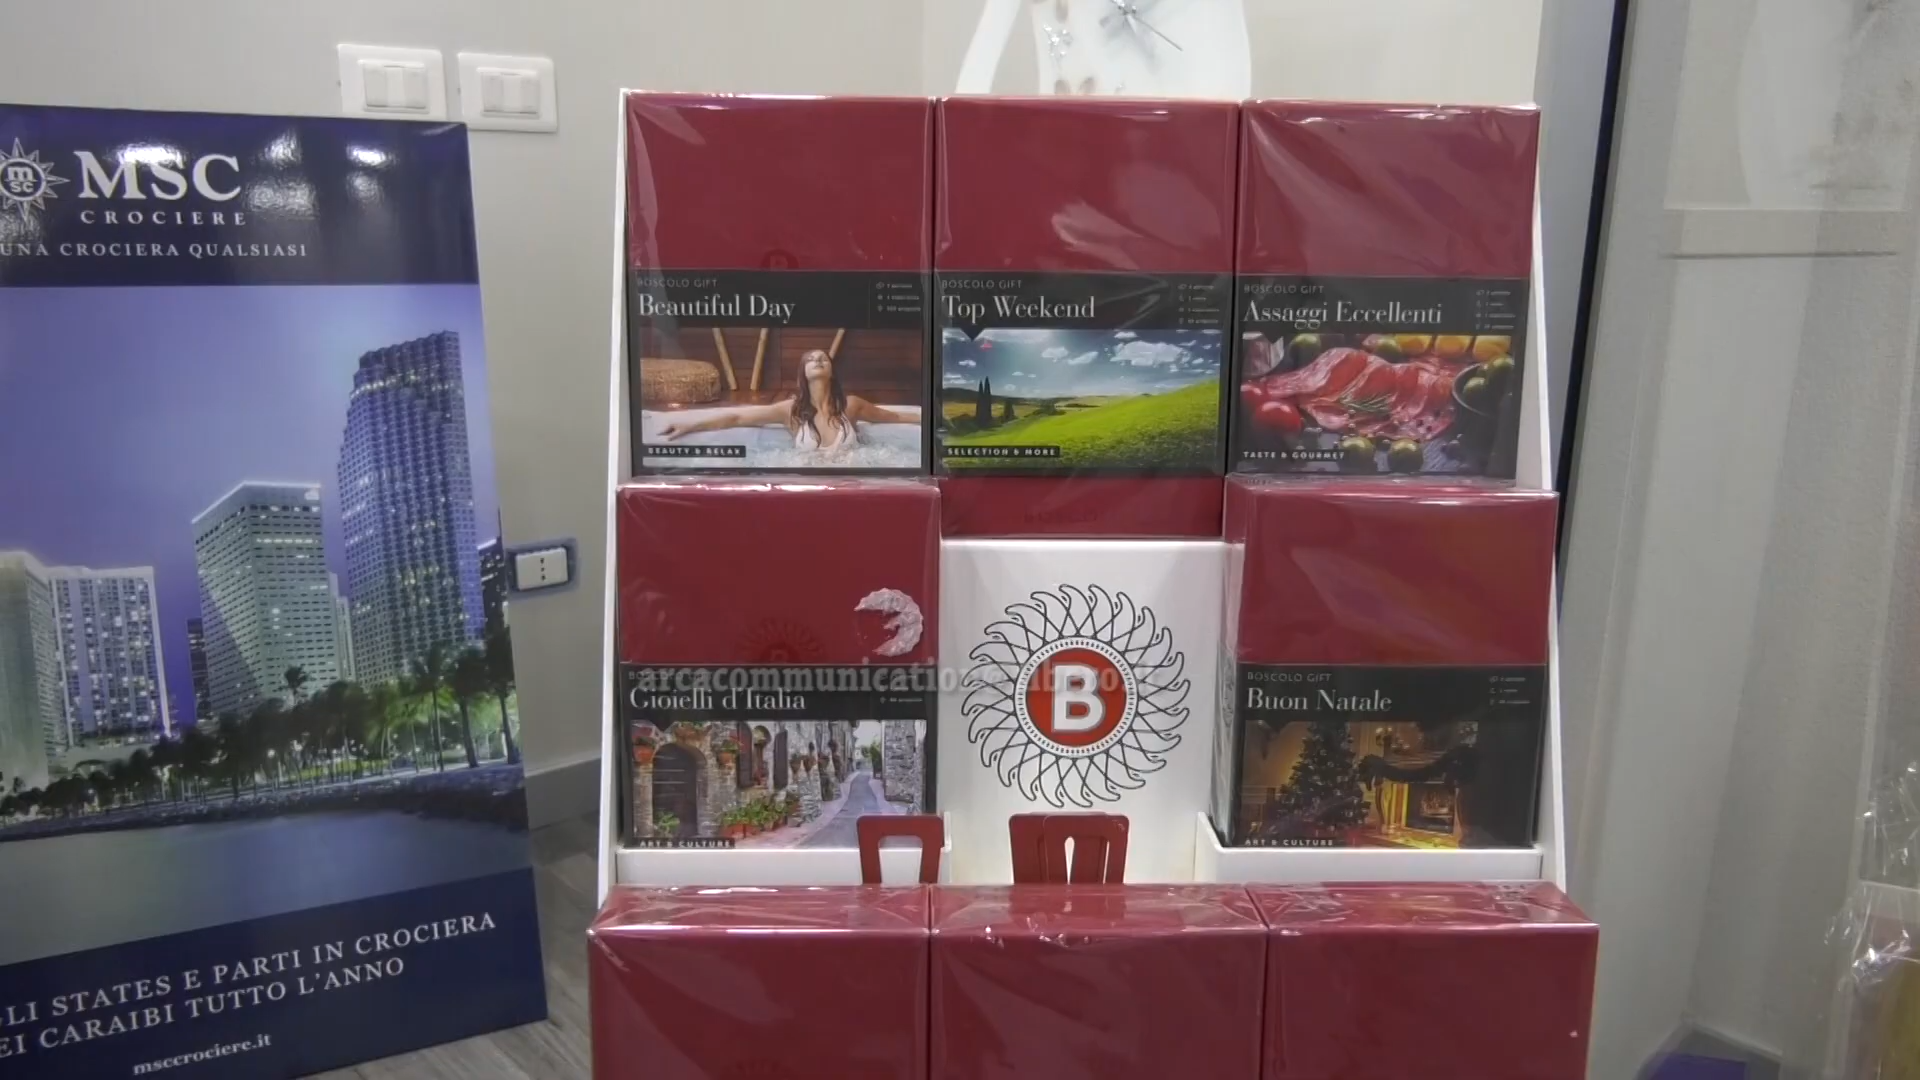 MSC
CROCIERE
UNA CROCIERA QUALSIASI
m
sc
GLI STATES E PARTI IN CROCIERA
EI CARAIBI TUTTO L'ANNO
msccrociere.it
BOSCOLO GIFT
Beautiful Day
BEAUTY & RELAX
BOSCOLO GIFT
Top Weekend
SELECTION & MORE
BOSCOLO GIFT
Assaggi Eccellenti
TASTE & GOURMET
Gioielli d'Italia
ART & CULTURE
B
BOSCOLO GIFT
Buon Natale
ART & CULTURE